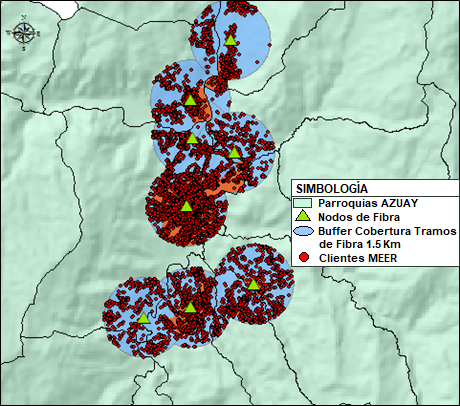 N
W
E
S
SIMBOLOGÍA
Parroquias AZUAY
Nodos de Fibra
Buffer Cobertura Tramos
de Fibra 1.5 Km
Clientes MEER